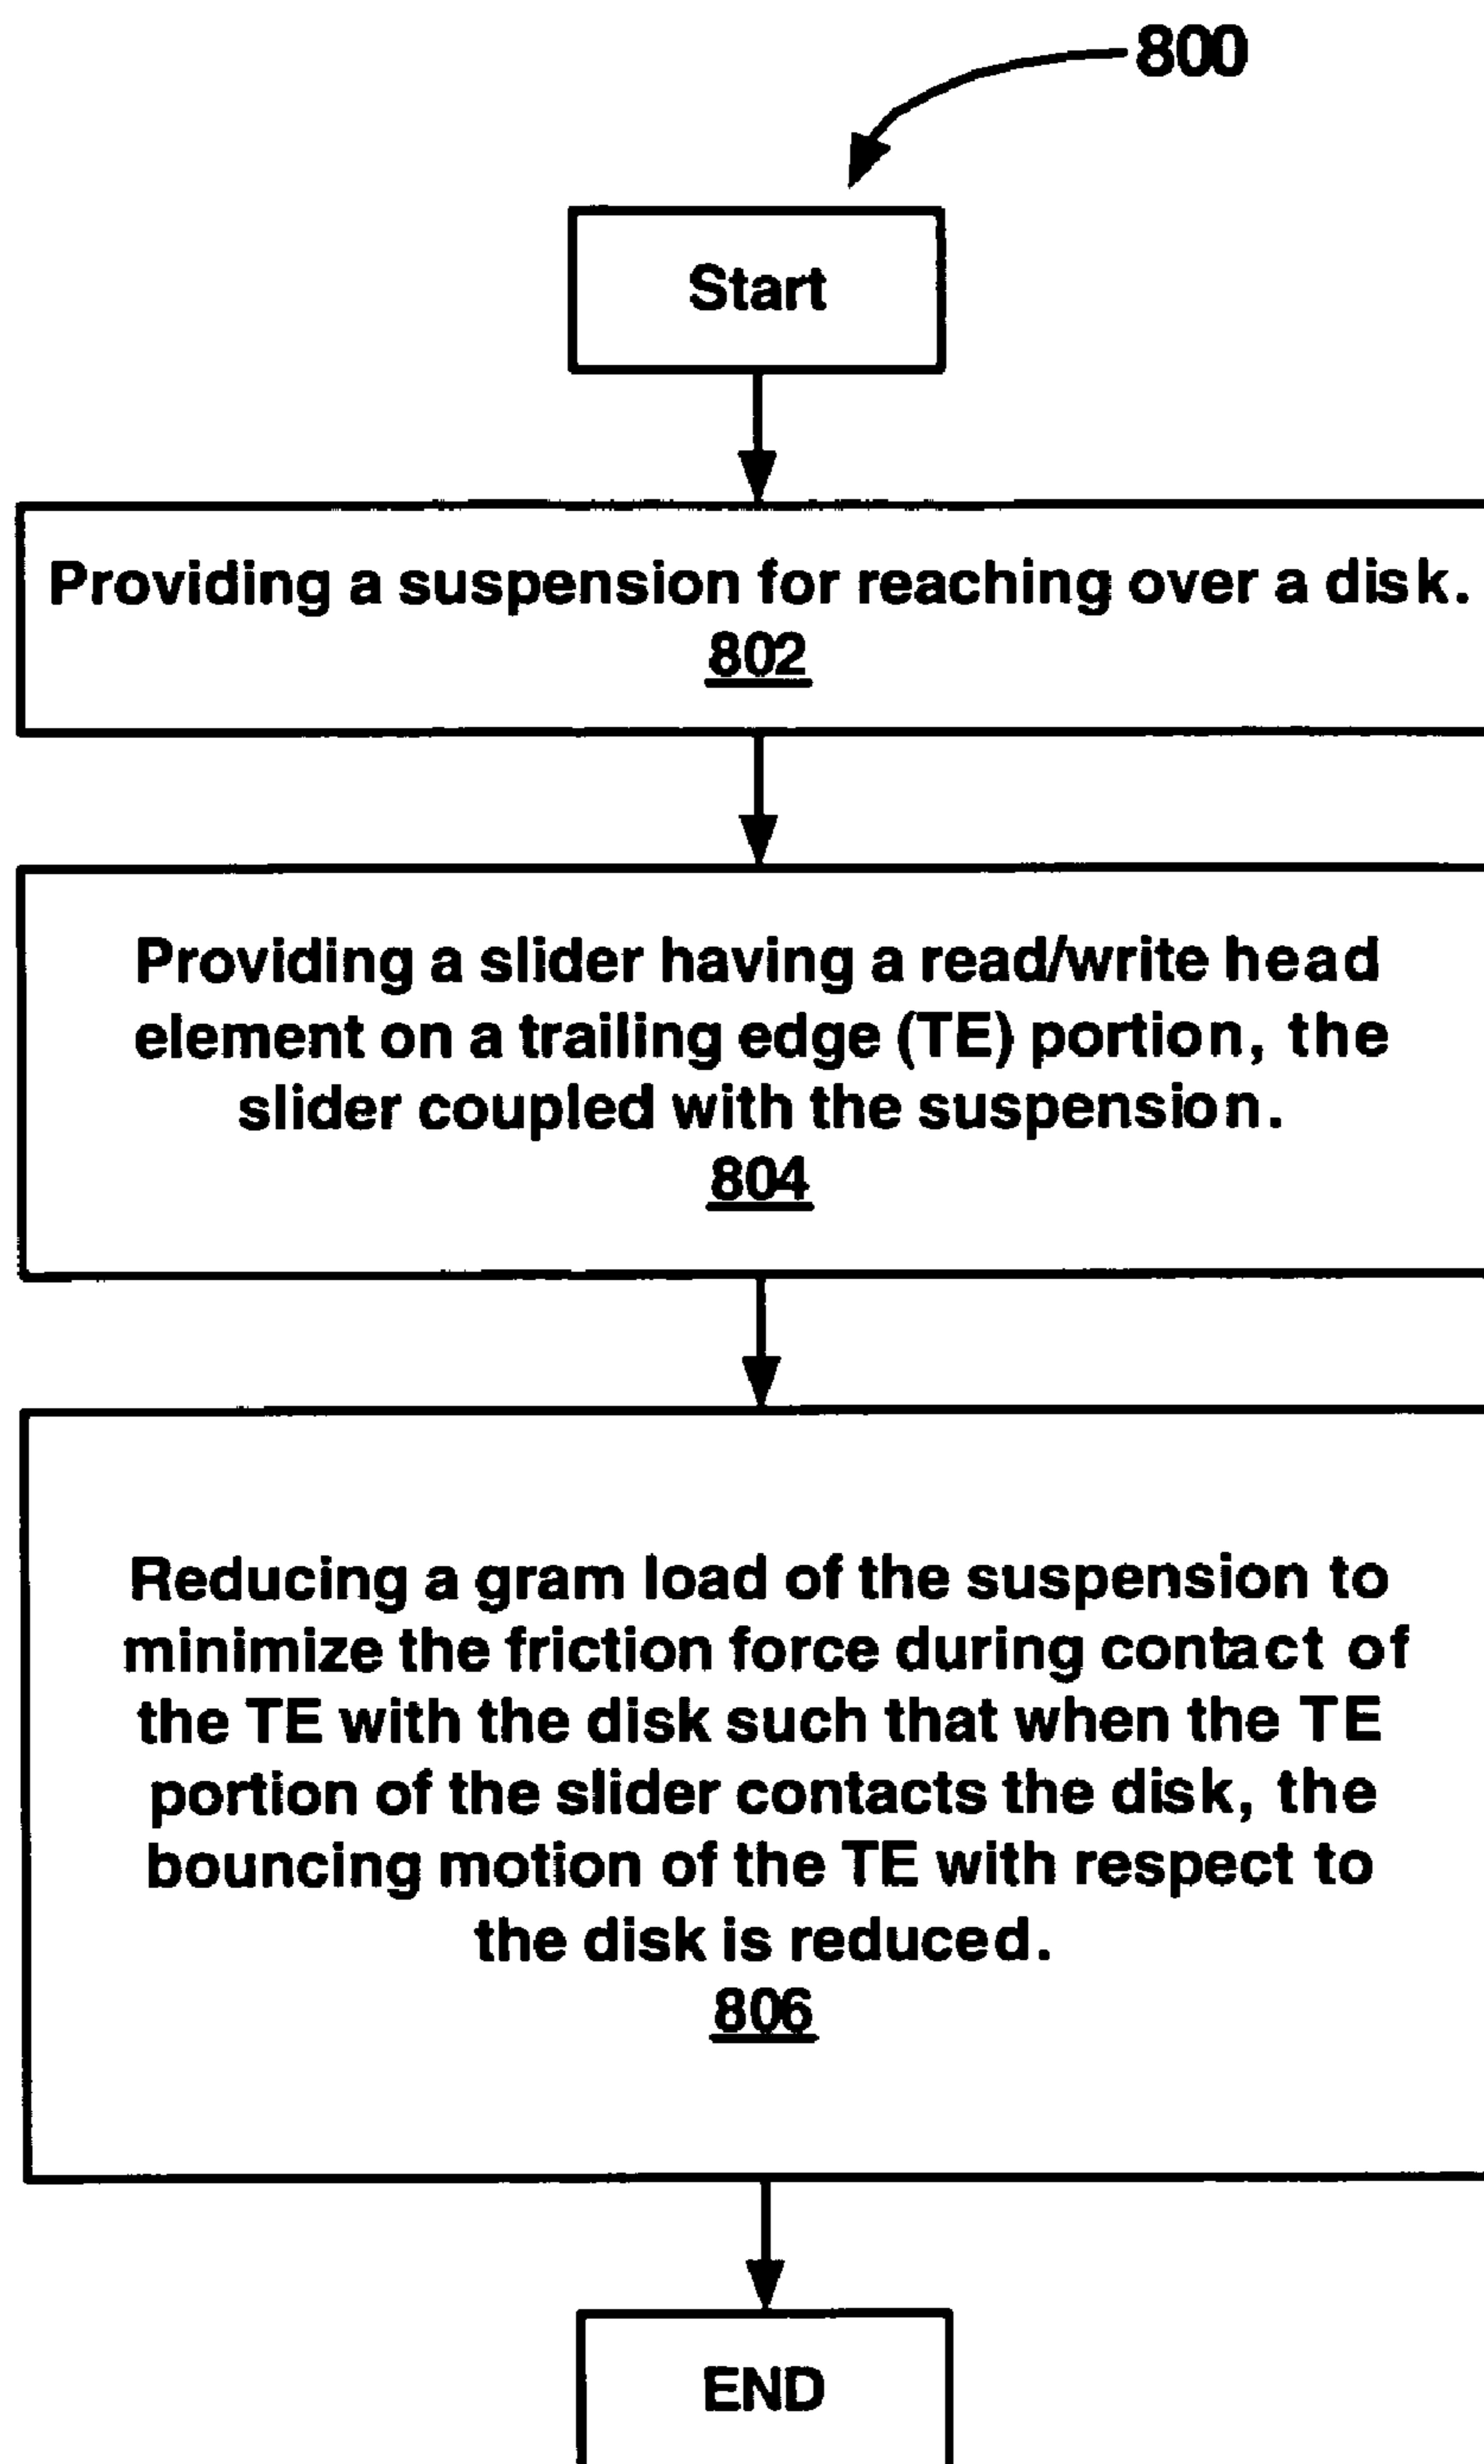 800
Start
Providing a suspension for reaching over a disk.
802
Providing a slider having a read/write head
element on a trailing edge (TE) portion, the
slider coupled with the suspension.
804
Reducing a gram load of the suspension to
minimize the friction force during contact of
the TE with the disk such that when the TE
portion of the slider contacts the disk, the
bouncing motion of the TE with respect to
the disk is reduced.
806
END